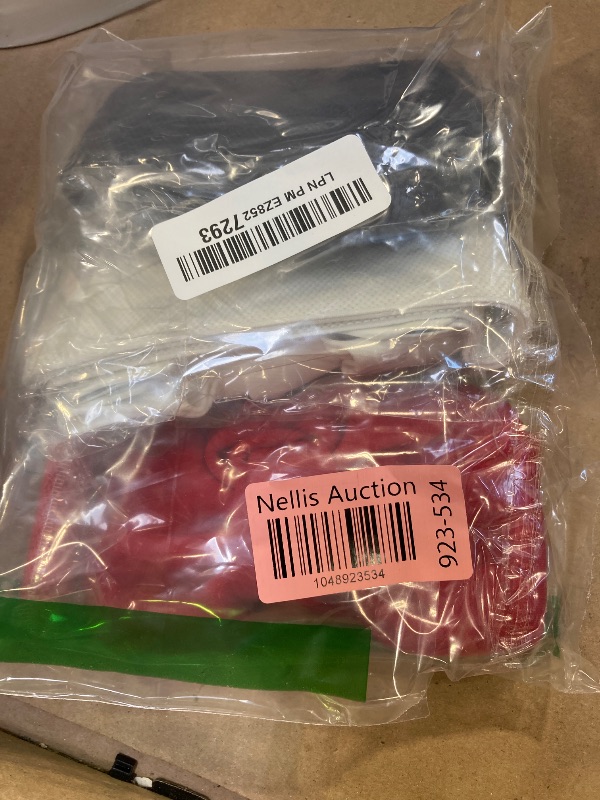 LPN PM EZ852 7293
Nellis Auction
1048923534
923-534